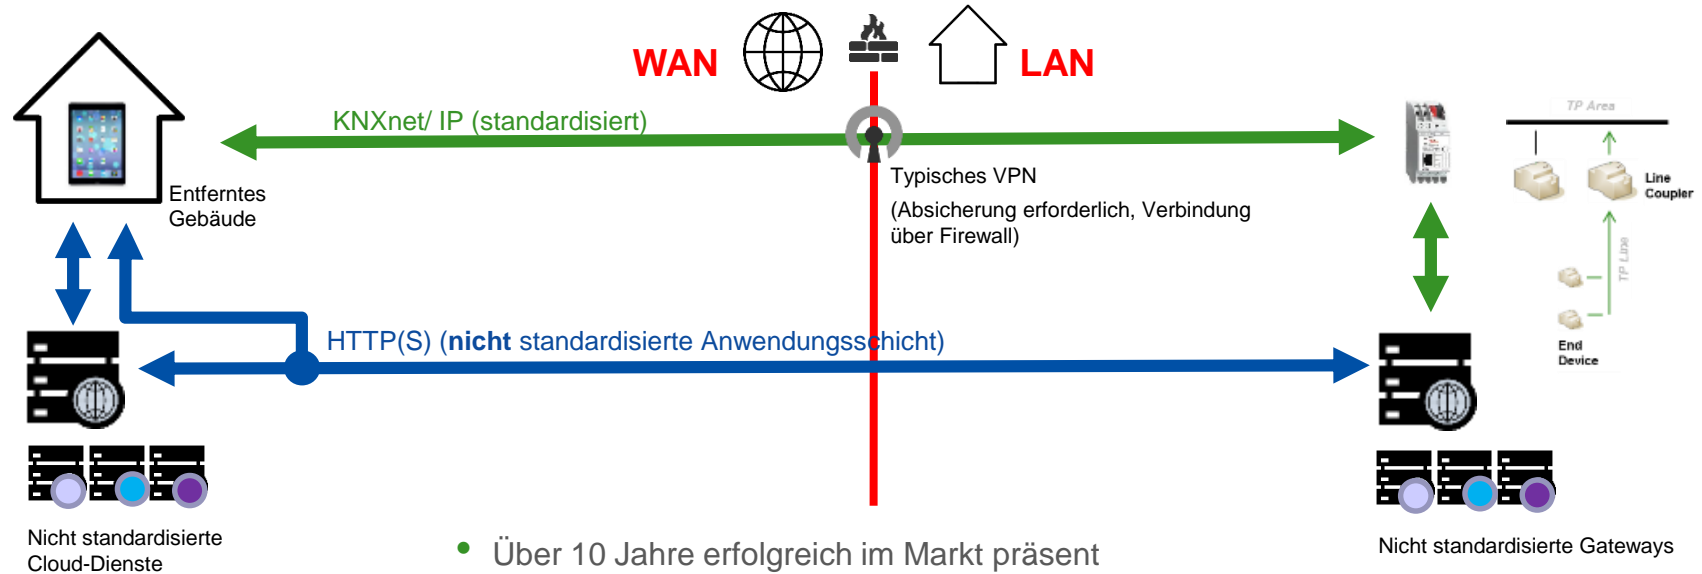 WAN
LAN
KNXnet/ IP (standardisiert)
TP Area
Entferntes
Gebäude
Typisches VPN
(Absicherung erforderlich, Verbindung
über Firewall)
Line
Coupler
TP Line
HTTP(S) (nicht standardisierte Anwendungsschicht)
End
Device
Nicht standardisierte
Cloud-Dienste
• Über 10 Jahre erfolgreich im Markt präsent
Nicht standardisierte Gateways